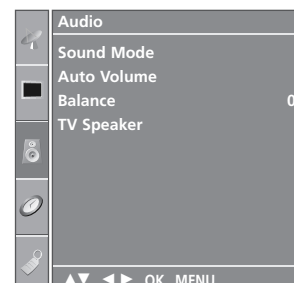 Audio
Sound Mode
Auto Volume
Balance 0
TV Speaker
▲▼ ◄► OK MENU